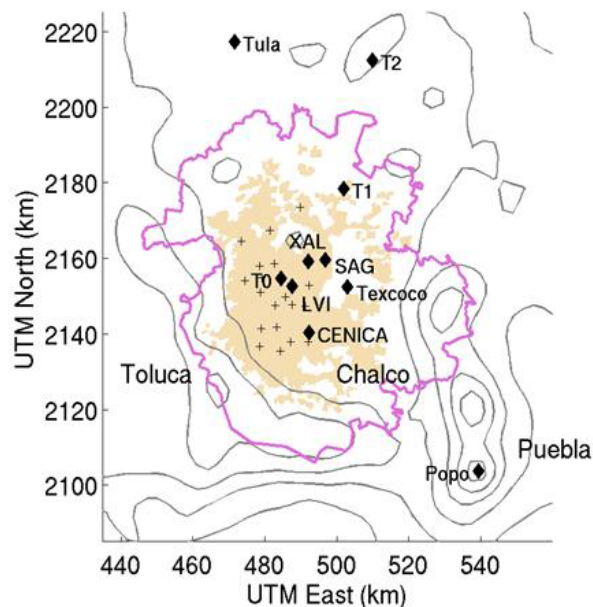 2220
Tula
T2
2200
2180
T1
XAL
2160
SAG
T0
LVI
Texcoco
2140
CENICA
Toluca
Chalco
2120
Puebla
Popo
2100
440 460 480 500 520 540
UTM East (km)
UTM North (km)